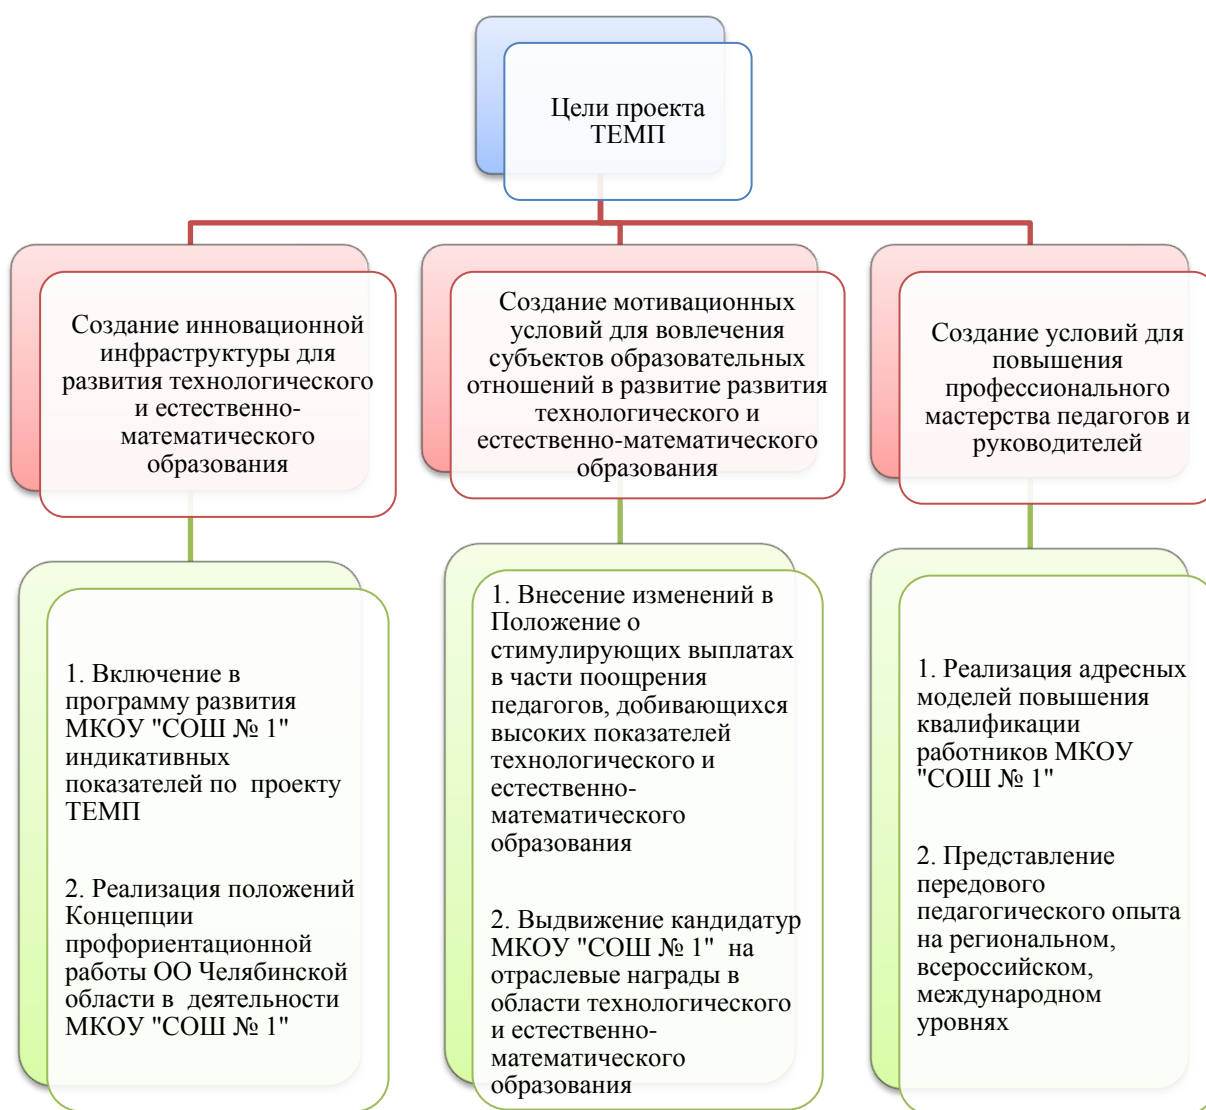 Цели проекта
ТЕМП
Создание инновационной
инфраструктуры для
развития технологического
и естественно-
математического
образования
Создание мотивационных
условий для вовлечения
субъектов образовательных
отношений в развитие развития
технологического и
естественно-математического
образования
Создание условий для
повышения
профессионального
мастерства педагогов и
руководителей
1. Включение в
программу развития
МКОУ "СОШ № 1"
индикативных
показателей по  проекту
ТЕМП
2. Реализация положений
Концепции
профориентационной
работы ОО Челябинской
области в  деятельности
МКОУ "СОШ № 1"
1. Внесение изменений в
Положение о
стимулирующих выплатах
в части поощрения
педагогов, добивающихся
высоких показателей
технологического и
естественно-
математического
образования
2. Выдвижение кандидатур
МКОУ "СОШ № 1"  на
отраслевые награды в
области технологического
и естественно-
математического
образования
1. Реализация адресных
моделей повышения
квалификации
работников МКОУ
"СОШ № 1"
2. Представление
передового
педагогического опыта
на региональном,
всероссийском,
международном
уровнях